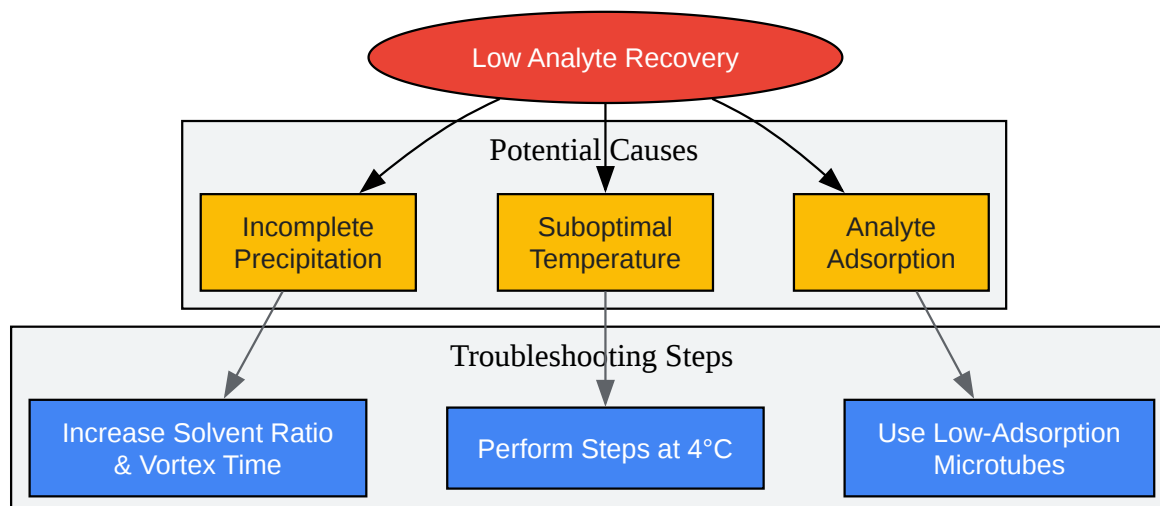 Low Analyte Recovery
Potential Causes
Incomplete
Precipitation
Suboptimal
Temperature
Analyte
Adsorption
Troubleshooting Steps
Increase Solvent Ratio
& Vortex Time
Perform Steps at 4°C
Use Low-Adsorption
Microtubes